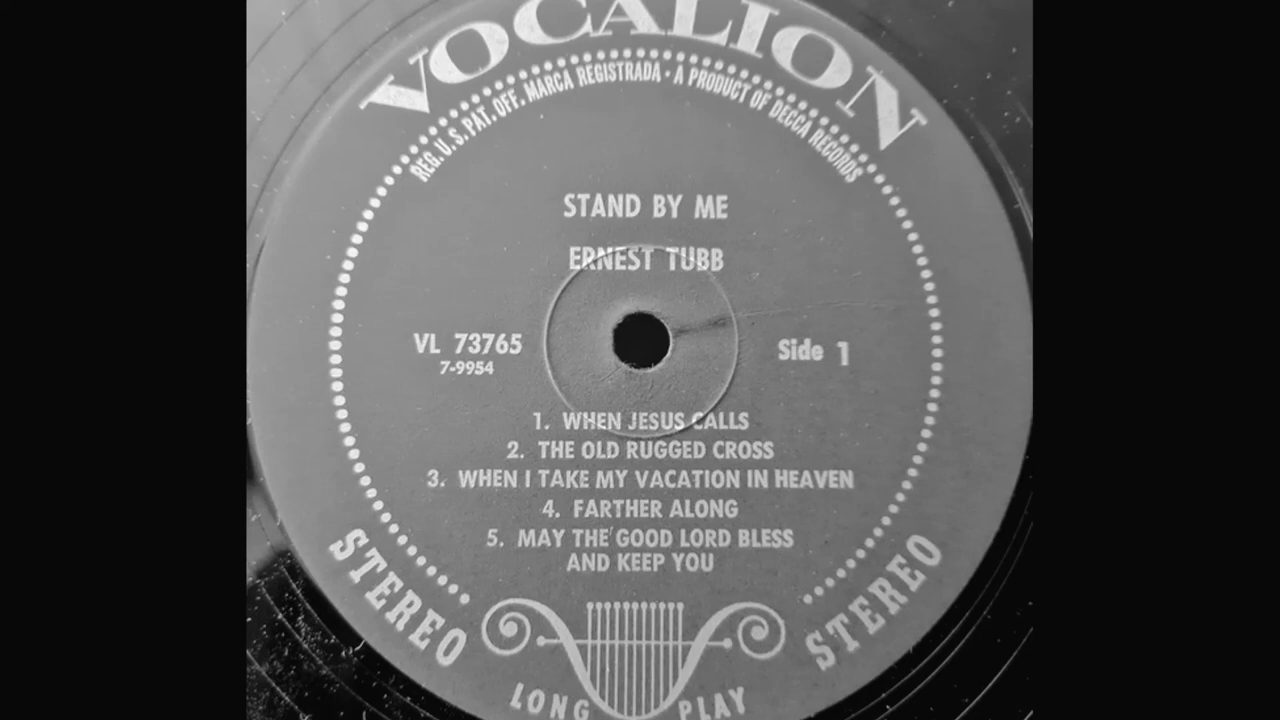 VOCALION
REG. U. S. PAT. OFF. MARCA REGISTRADA • A PRODUCT OF DECCA RECORDS
STAND BY ME
ERNEST TUBB
VL 73765
7-9954
Side 1
1. WHEN JESUS CALLS
2. THE OLD RUGGED CROSS
3. WHEN I TAKE MY VACATION IN HEAVEN
4. FARTHER ALONG
5. MAY THE GOOD LORD BLESS
AND KEEP YOU
STEREO
STEREO
LONG PLAY